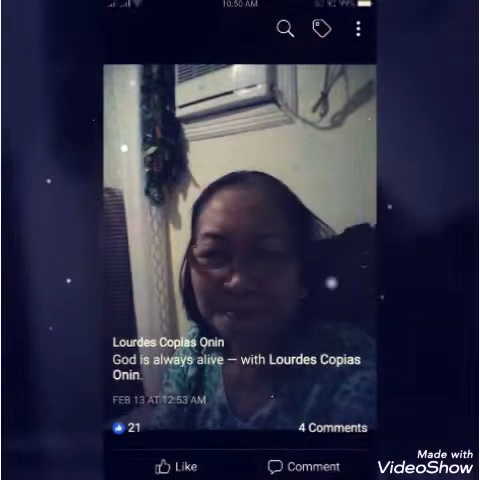 10:50 AM
99%
Lourdes Copias Onin
God is always alive — with Lourdes Copias
Onin.
FEB 13 AT 12:53 AM
21
4 Comments
Like
Comment
Made with
VideoShow